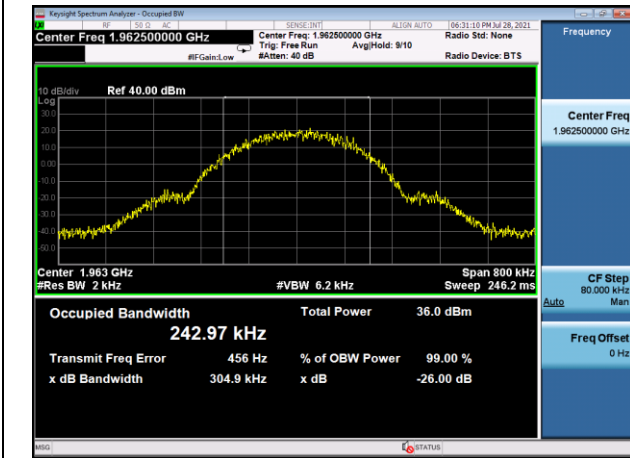 Keysight Spectrum Analyzer - Occupied BW
RF 50 Ω AC SENSE:INT ALIGN AUTO 06:31:10 PM Jul 28, 2021
Center Freq 1.962500000 GHz
Center Freq: 1.962500000 GHz
Radio Std: None
Trig: Free Run Avg|Hold: 9/10
#IFGain:Low
#Atten: 40 dB
Radio Device: BTS
Frequency
10 dB/div Ref 40.00 dBm
Log
30.0
20.0
10.0
0.00
-10.0
-20.0
-30.0
-40.0
-50.0
Center 1.963 GHz
Span 800 kHz
#Res BW 2 kHz
#VBW 6.2 kHz
Sweep 246.2 ms
Occupied Bandwidth
242.97 kHz
Total Power 36.0 dBm
Transmit Freq Error 456 Hz
% of OBW Power 99.00 %
x dB Bandwidth 304.9 kHz
x dB -26.00 dB
Center Freq
1.962500000 GHz
CF Step
80.000 kHz
Auto Man
Freq Offset
0 Hz
MSG
STATUS